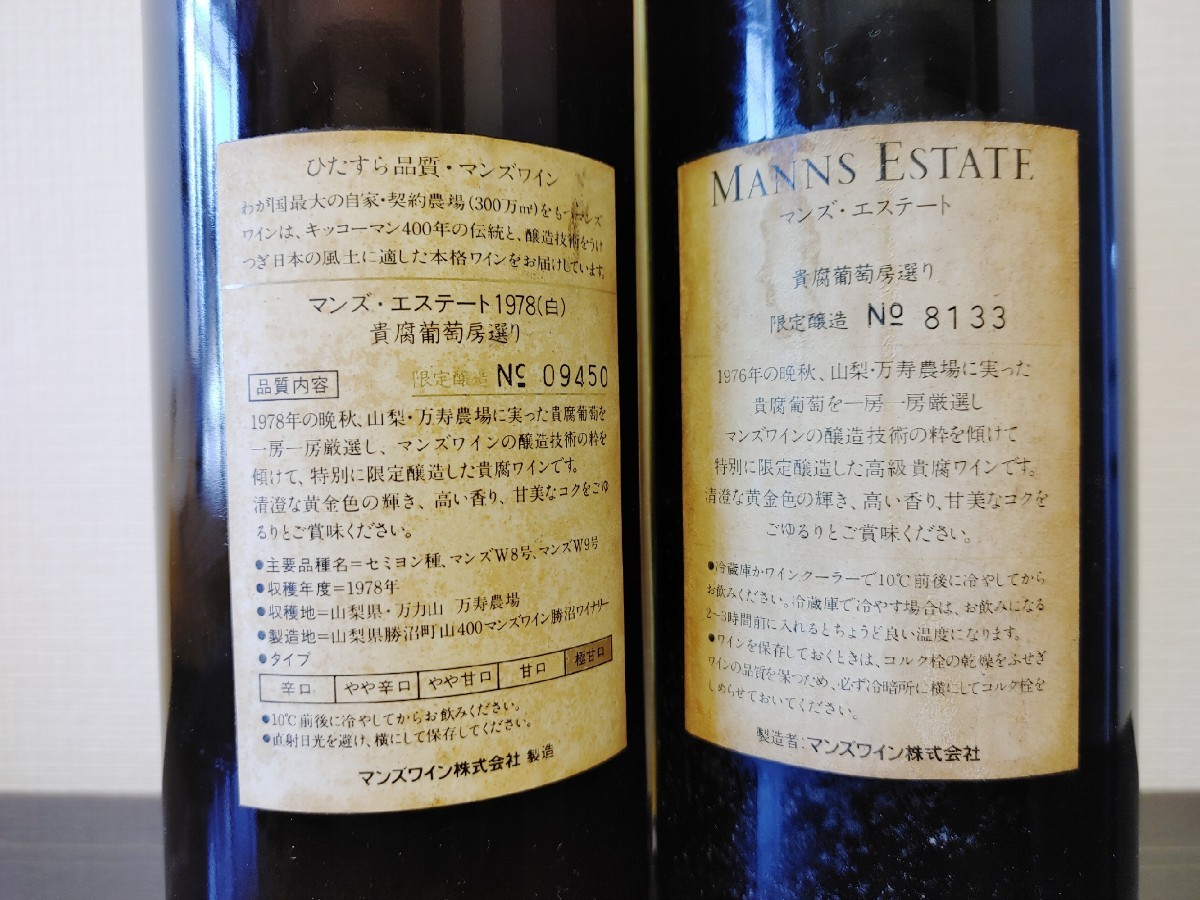 ひたすら品質・マンズワイン
わが国最大の自家・契約農場(300万㎡)をもつマンズ
ワインは、キッコーマン400年の伝統と、醸造技術をうけ
つぎ日本の風土に適した本格ワインをお届けしています。
マンズ・エステート1978(白)
貴腐葡萄房選り
品質内容 限定醸造 No 09450
1978年の晩秋、山梨・万寿農場に実った貴腐葡萄を
一房一房厳選し、マンズワインの醸造技術の粋を
傾けて、特別に限定醸造した貴腐ワインです。
清澄な黄金色の輝き、高い香り、甘美なコクをごゆ
るりとご賞味ください。
●主要品種名=セミヨン種、マンズW8号、マンズW9号
●収穫年度=1978年
●収穫地=山梨県・万力山 万寿農場
●製造地=山梨県勝沼町山400マンズワイン勝沼ワイナリー
●タイプ
辛口 やや辛口 やや甘口 甘口 極甘口
●10℃前後に冷やしてからお飲みください。
●直射日光を避け、横にして保存してください。
マンズワイン株式会社 製造
MANNS ESTATE
マンズ・エステート
貴腐葡萄房選り
限定醸造 No 8133
1976年の晩秋、山梨・万寿農場に実った
貴腐葡萄を一房一房厳選し
マンズワインの醸造技術の粋を傾けて
特別に限定醸造した高級貴腐ワインです。
清澄な黄金色の輝き、高い香り、甘美なコクを
ごゆるりとご賞味ください。
●冷蔵庫かワインクーラーで10℃前後に冷やしてから
お飲みください。冷蔵庫で冷やす場合は、お飲みになる
2〜3時間前に入れるとちょうど良い温度になります。
●ワインを保存しておくときは、コルク栓の乾燥をふせぎ
ワインの品質を保つため、必ず冷暗所に横にしてコルク栓を
しめらせておいてください。
製造者:マンズワイン株式会社